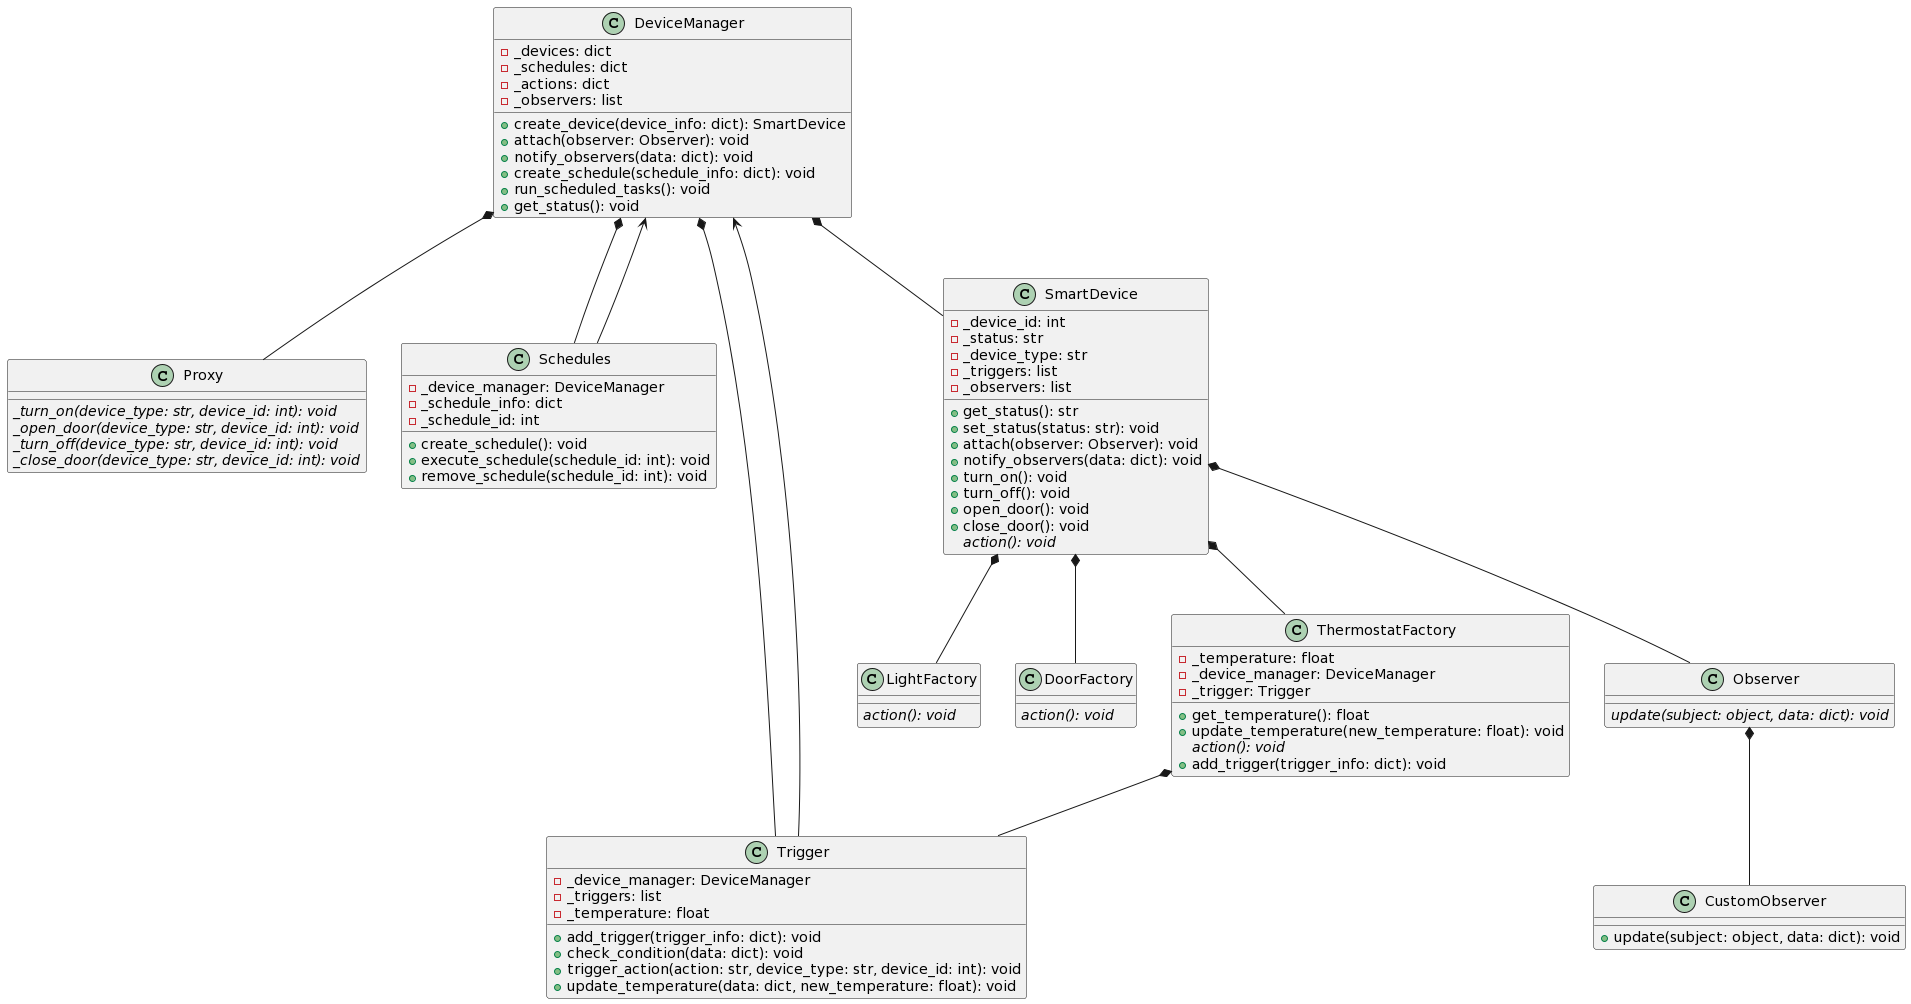 C DeviceManager
_devices: dict
_schedules: dict
_actions: dict
_observers: list
create_device(device_info: dict): SmartDevice
attach(observer: Observer): void
notify_observers(data: dict): void
create_schedule(schedule_info: dict): void
run_scheduled_tasks(): void
get_status(): void
C SmartDevice
_device_id: int
_status: str
_device_type: str
_triggers: list
_observers: list
get_status(): str
set_status(status: str): void
attach(observer: Observer): void
notify_observers(data: dict): void
turn_on(): void
turn_off(): void
open_door(): void
close_door(): void
action(): void
C Proxy
_turn_on(device_type: str, device_id: int): void
_open_door(device_type: str, device_id: int): void
_turn_off(device_type: str, device_id: int): void
_close_door(device_type: str, device_id: int): void
C Schedules
_device_manager: DeviceManager
_schedule_info: dict
_schedule_id: int
create_schedule(): void
execute_schedule(schedule_id: int): void
remove_schedule(schedule_id: int): void
C LightFactory
action(): void
C DoorFactory
action(): void
C ThermostatFactory
_temperature: float
_device_manager: DeviceManager
_trigger: Trigger
get_temperature(): float
update_temperature(new_temperature: float): void
action(): void
add_trigger(trigger_info: dict): void
C Observer
update(subject: object, data: dict): void
C Trigger
_device_manager: DeviceManager
_triggers: list
_temperature: float
add_trigger(trigger_info: dict): void
check_condition(data: dict): void
trigger_action(action: str, device_type: str, device_id: int): void
update_temperature(data: dict, new_temperature: float): void
C CustomObserver
update(subject: object, data: dict): void